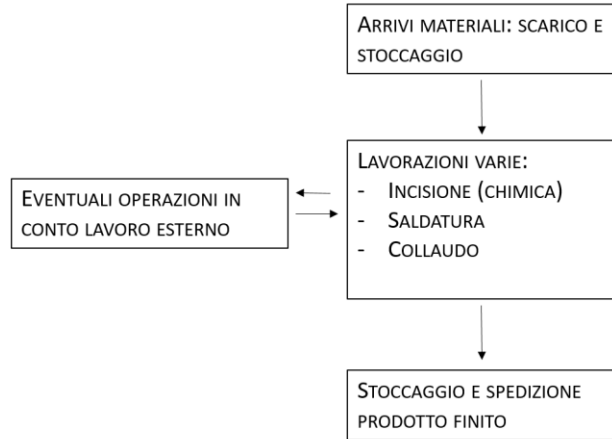 ARRIVI MATERIALI: SCARICO E
STOCCAGGIO
LAVORAZIONI VARIE:
- INCISIONE (CHIMICA)
- SALDATURA
- COLLAUDO
EVENTUALI OPERAZIONI IN
CONTO LAVORO ESTERNO
STOCCAGGIO E SPEDIZIONE
PRODOTTO FINITO